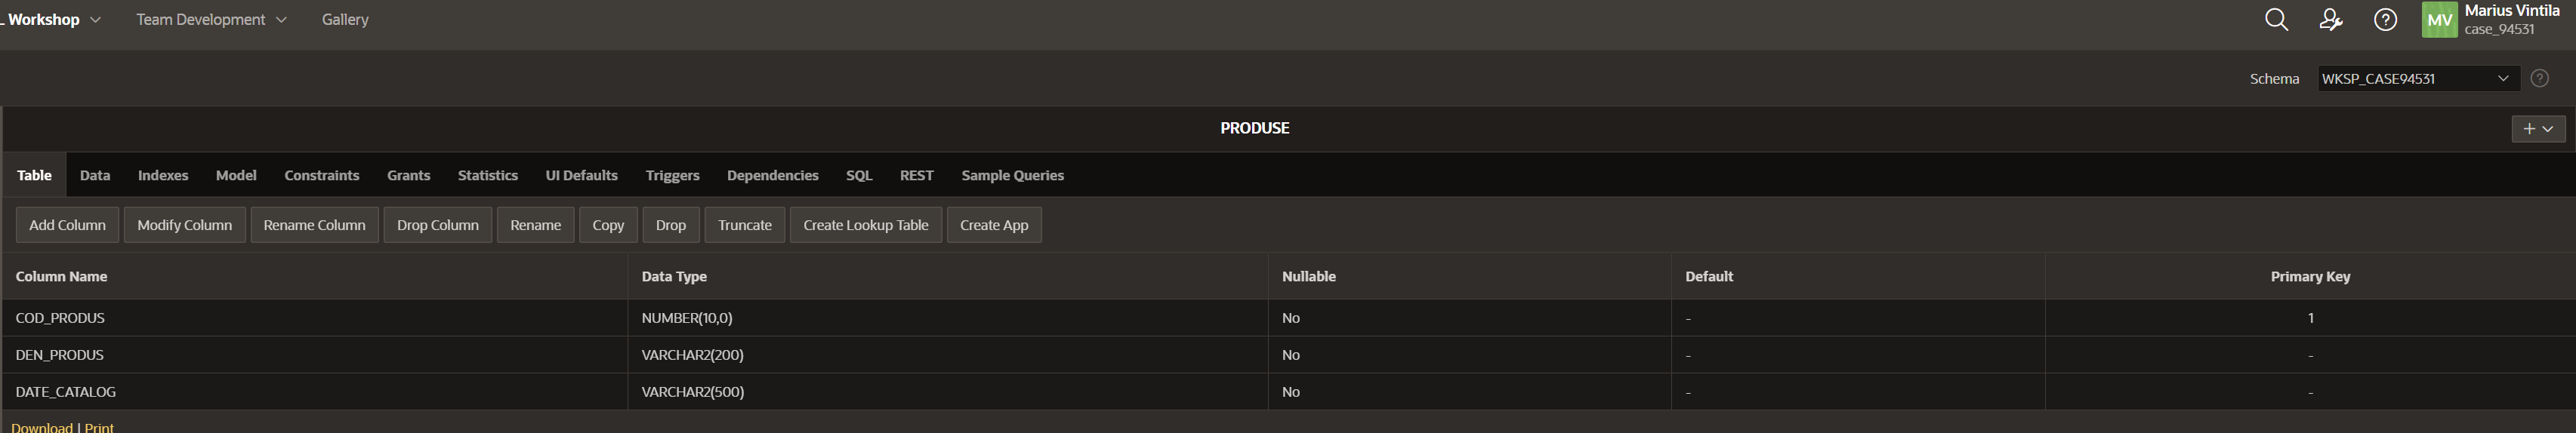 L Workshop Team Development Gallery MV Marius Vintila
case_94531
Schema WKSP_CASE94531
PRODUSE
Table Data Indexes Model Constraints Grants Statistics UI Defaults Triggers Dependencies SQL REST Sample Queries
Add Column Modify Column Rename Column Drop Column Rename Copy Drop Truncate Create Lookup Table Create App
Column Name Data Type Nullable Default Primary Key
COD_PRODUS NUMBER(10,0) No - 1
DEN_PRODUS VARCHAR2(200) No - -
DATE_CATALOG VARCHAR2(500) No - -
Download | Print